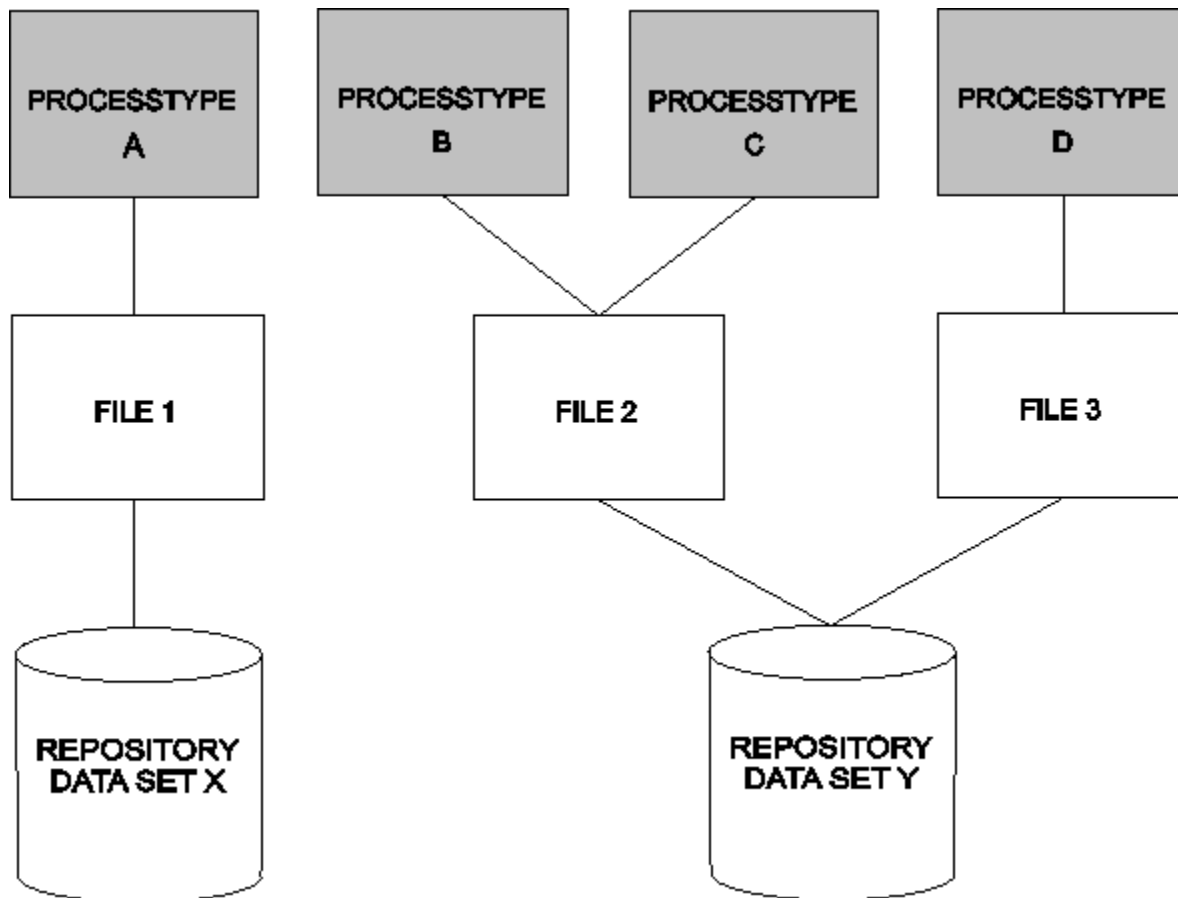 PROCESSTYPE
A
PROCESSTYPE
B
PROCESSTYPE
C
PROCESSTYPE
D
FILE 1
FILE 2
FILE 3
REPOSITORY
DATA SET X
REPOSITORY
DATA SET Y